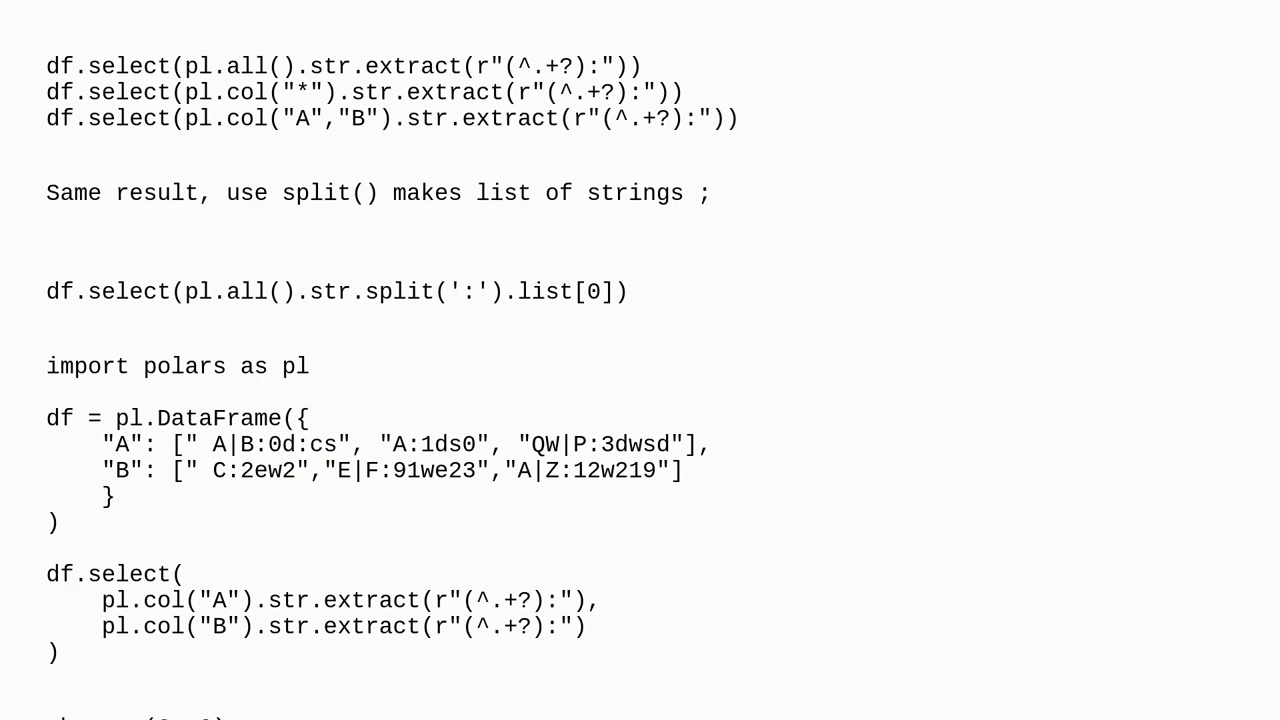 df.select(pl.all().str.extract(r"(^.+?):"))
df.select(pl.col("*").str.extract(r"(^.+?):"))
df.select(pl.col("A","B").str.extract(r"(^.+?):"))
Same result, use split() makes list of strings ;
df.select(pl.all().str.split(':').list[0])
import polars as pl
df = pl.DataFrame({
    "A": [" A|B:0d:cs", "A:1ds0", "QW|P:3dwsd"],
    "B": [" C:2ew2","E|F:91we23","A|Z:12w219"]
    }
)
df.select(
    pl.col("A").str.extract(r"(^.+?):"),
    pl.col("B").str.extract(r"(^.+?):")
)